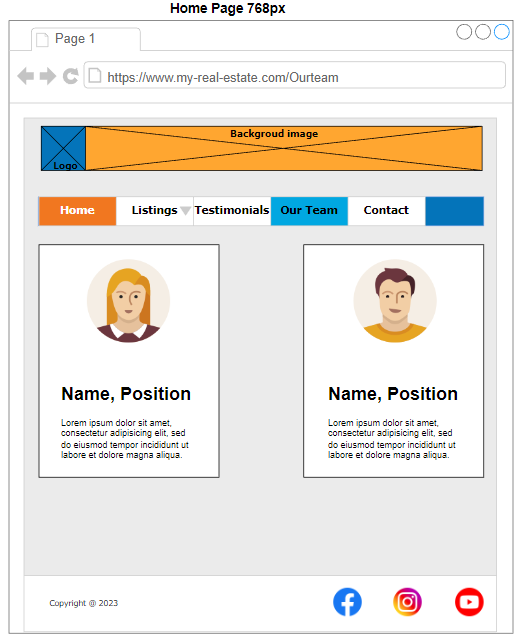 Home Page 768px
Page 1
https://www.my-real-estate.com/Ourteam
Backgroud image
Logo
Home Listings Testimonials Our Team Contact
Name, Position
Lorem ipsum dolor sit amet,
consectetur adipisicing elit, sed
do eiusmod tempor incididunt ut
labore et dolore magna aliqua.
Name, Position
Lorem ipsum dolor sit amet,
consectetur adipisicing elit, sed
do eiusmod tempor incididunt ut
labore et dolore magna aliqua.
Copyright @ 2023